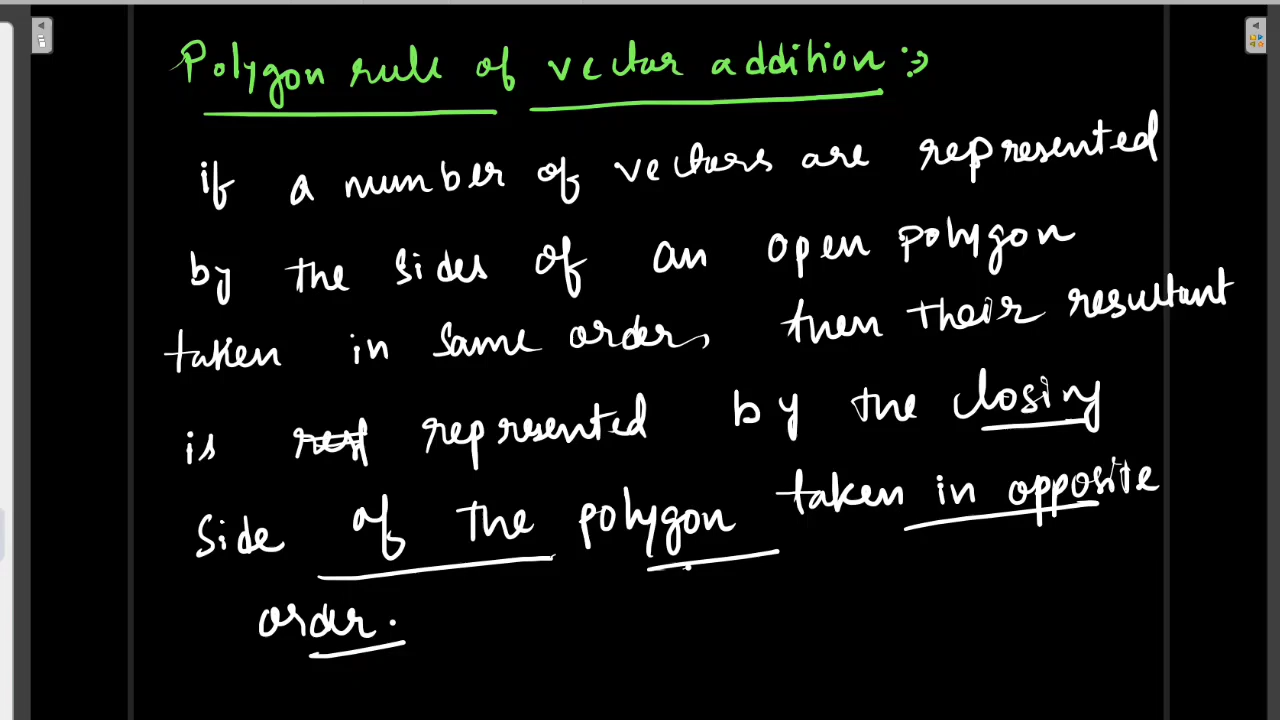 Polygon rule of vector addition :->
if a number of vectors are represented
by the sides of an open polygon
taken in same order, then their resultant
is represented by the closing
side of the polygon taken in opposite
order.